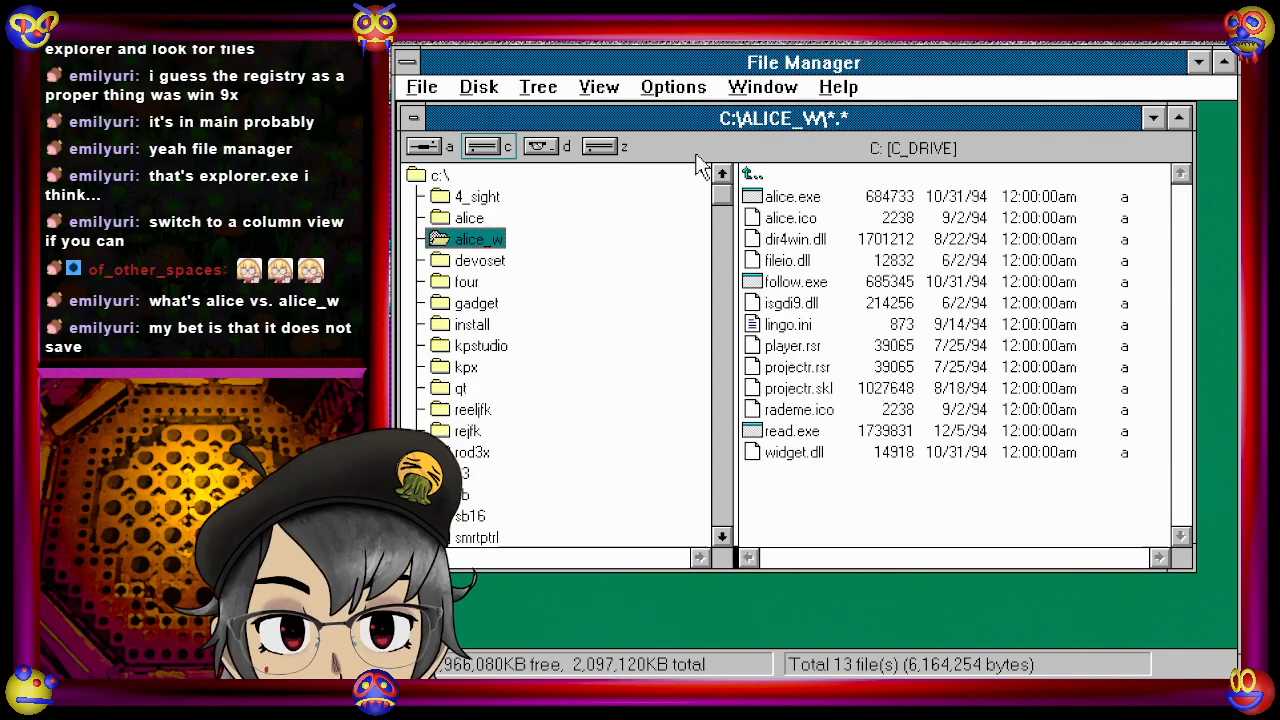 explorer and look for files
emilyuri: i guess the registry as a
proper thing was win 9x
emilyuri: it's in main probably
emilyuri: yeah file manager
emilyuri: that's explorer.exe i
think...
emilyuri: switch to a column view
if you can
of_other_spaces:
emilyuri: what's alice vs. alice_w
emilyuri: my bet is that it does not
save
File Manager
File Disk Tree View Options Window Help
C:\ALICE_W\*.*
a c d z C: [C_DRIVE]
c:\
4_sight
alice
alice_w
devoset
four
gadget
install
kpstudio
kpx
qt
reeljfk
rejfk
rod3x
3
b
sb16
smrtptrl
..
alice.exe 684733 10/31/94 12:00:00am a
alice.ico 2238 9/2/94 12:00:00am a
dir4win.dll 1701212 8/22/94 12:00:00am a
fileio.dll 12832 6/2/94 12:00:00am a
follow.exe 685345 10/31/94 12:00:00am a
isgdi9.dll 214256 6/2/94 12:00:00am a
lingo.ini 873 9/14/94 12:00:00am a
player.rsr 39065 7/25/94 12:00:00am a
projectr.rsr 39065 7/25/94 12:00:00am a
projectr.skl 1027648 8/18/94 12:00:00am a
rademe.ico 2238 9/2/94 12:00:00am a
read.exe 1739831 12/5/94 12:00:00am a
widget.dll 14918 10/31/94 12:00:00am a
,966,080KB free, 2,097,120KB total
Total 13 file(s) (6,164,254 bytes)